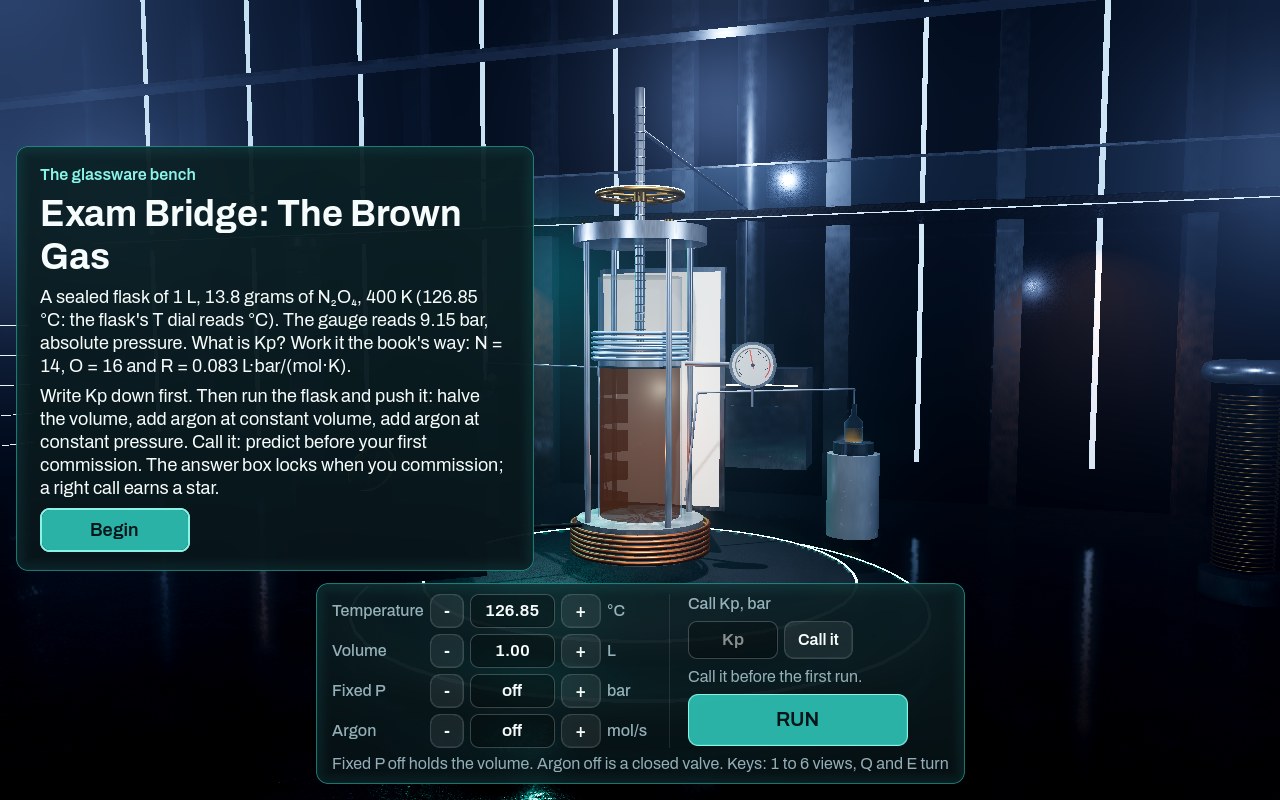 The glassware bench
Exam Bridge: The Brown
Gas
A sealed flask of 1 L, 13.8 grams of N₂O₄, 400 K (126.85
°C: the flask's T dial reads °C). The gauge reads 9.15 bar,
absolute pressure. What is Kp? Work it the book's way: N =
14, O = 16 and R = 0.083 L·bar/(mol·K).
Write Kp down first. Then run the flask and push it: halve
the volume, add argon at constant volume, add argon at
constant pressure. Call it: predict before your first
commission. The answer box locks when you commission;
a right call earns a star.
Begin
Temperature - 126.85 + °C
Volume - 1.00 + L
Fixed P - off + bar
Argon - off + mol/s
Call Kp, bar
Kp Call it
Call it before the first run.
RUN
Fixed P off holds the volume. Argon off is a closed valve. Keys: 1 to 6 views, Q and E turn